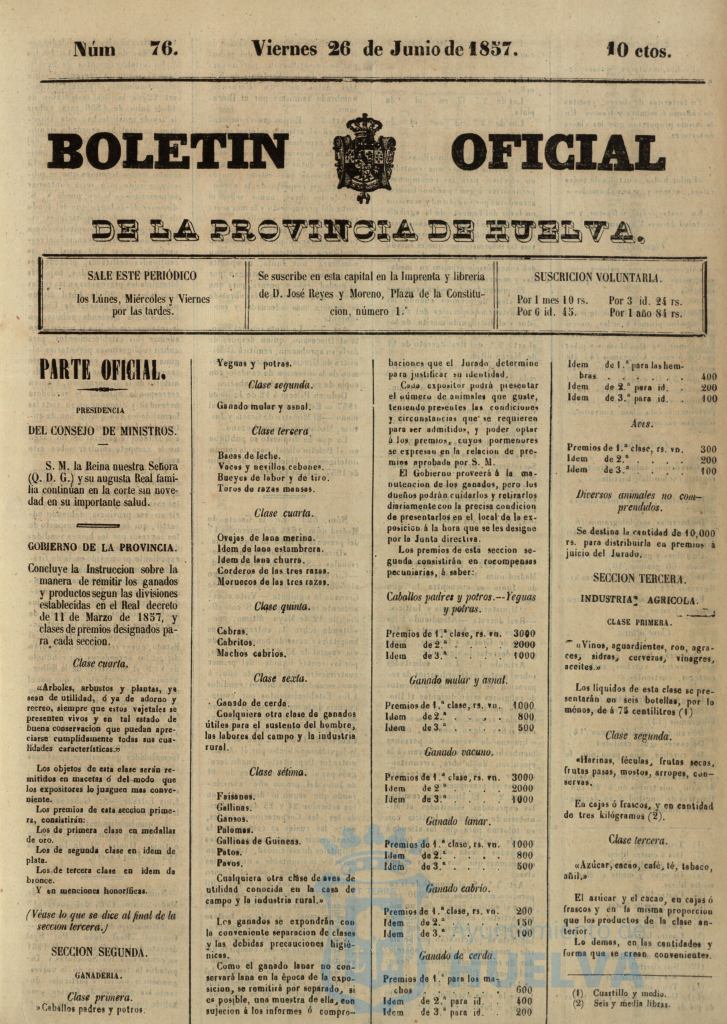 Núm 76. Viernes 26 de Junio de 1857. 10 ctos.
BOLETIN OFICIAL
DE LA PROVINCIA DE HUELVA.
SALE ESTE PERIÓDICO
los Lúnes, Miércoles y Viernes
por las tardes.
Se suscribe en esta capital en la Imprenta y librería
de D. José Reyes y Moreno, Plaza de la Constitu-
cion, número 1.º
SUSCRICION VOLUNTARIA.
Por 1 mes 10 rs. Por 3 id. 24 rs.
Por 6 id. 45. Por 1 año 84 rs.
PARTE OFICIAL.
PRESIDENCIA
DEL CONSEJO DE MINISTROS.
S. M. la Reina nuestra Señora
(Q. D. G.) y su augusta Real fami-
lia continúan en la corte sin nove-
dad en su importante salud.
GOBIERNO DE LA PROVINCIA.
Concluye la Instruccion sobre la
manera de remitir los ganados
y productos segun las divisiones
establecidas en el Real decreto
de 11 de Marzo de 1857, y
clases de premios designados pa-
ra cada seccion.
Clase cuarta.
«Arboles, arbustos y plantas, ya
sean de utilidad, ó ya de adorno y
recreo, siempre que estos vejetales se
presenten vivos y en tal estado de
buena conservacion que puedan apre-
ciarse cumplidamente todas sus cua-
lidades características.»
Los objetos de esta clase serán re-
mitidos en macetas ó del modo que
los expositores lo juzguen mas conve-
niente.
Los premios de esta seccion prime-
ra, consistirán:
Los de primera clase en medallas
de oro.
Los de segunda clase en idem de
plata.
Los de tercera clase en idem de
bronce.
Y en menciones honoríficas.
(Véase lo que se dice al final de la
seccion tercera.)
SECCION SEGUNDA.
GANADERIA.
Clase primera.
»Caballos padres y potros.
Yeguas y potras.
Clase segunda.
Ganado mular y asnal.
Clase tercera
Bacas de leche.
Vacas y novillos cebones.
Bueyes de labor y de tiro.
Toros de razas mansas.
Clase cuarta.
Ovejas de lana merina.
Idem de lana estambrera.
Idem de lana churra.
Corderos de las tres razas.
Moruecos de las tres razas.
Clase quinta.
Cabras.
Cabritos.
Machos cabríos.
Clase sexta.
Ganado de cerda.
Cualquiera otra clase de ganados
útiles para el sustento del hombre,
las labores del campo y la industria
rural.
Clase sétima.
Faisanes.
Gallinas.
Gansos.
Palomas.
Gallinas de Guineas.
Patos.
Pavos.
Cualquiera otra clase de aves de
utilidad conocida en la casa de
campo y la industria rural.»
Los ganados se expondrán con
la conveniente separacion de clases
y las debidas precauciones higié-
nicas.
Como el ganado lanar no con-
servará lana en la época de la expo-
sicion, se remitirá por separado, si
es posible, una muestra de ella, con
sujecion á los informes ó compro-
baciones que el Jurado determine
para justificar su identidad.
Cada expositor podrá presentar
el número de animales que guste,
teniendo presentes las condiciones
y circunstancias que se requieren
para ser admitidos, y poder optar
á los premios, cuyos pormenores
se expresan en la relacion de pre-
mios aprobada por S. M.
El Gobierno proveerá á la ma-
nutencion de los ganados, pero los
dueños podrán cuidarlos y retirarlos
diariamente con la precisa condicion
de presentarlos en el local de la ex-
posicion á la hora que se les designe
por la Junta directiva.
Los premios de esta seccion se-
gunda consistirán en recompensas
pecuniarias, á saber:
Caballos padres y potros.—Yeguas
y potras.
Premios de 1.ª clase, rs. vn. 3000
Idem de 2.ª . . . . 2000
Idem de 3.ª . . . . 1000
Ganado mular y asnal.
Premios de 1.ª clase, rs. vn. 1000
Idem de 2.ª . . . . 800
Idem de 3.ª . . . . 500
Ganado vacuno.
Premios de 1.ª clase, rs. vn. 3000
Idem de 2.ª . . . . 2000
Idem de 3.ª . . . . 1000
Ganado lanar.
Premios de 1.ª clase, rs. vn. 1000
Idem de 2.ª . . . . 800
Idem de 3.ª . . . . 500
Ganado cabrío.
Premios de 1.ª clase, rs. vn. 200
Idem de 2.ª . . . . 150
Idem de 3.ª . . . . 100
Ganado de cerda.
Premios de 1.ª para los ma-
chos . . . . . 600
Idem de 2.ª para id. . 400
Idem de 3.ª para id. . 200
Idem de 1.ª para las hem-
bras . . . . . 400
Idem de 2.ª para id. . 200
Idem de 3.ª para id. . 100
Aves.
Premios de 1.ª clase, rs. vn. 300
Idem de 2.ª . . . . 200
Idem de 3.ª . . . . 100
Diversos animales no com-
prendidos.
Se destina la cantidad de 10,000
rs. para distribuirla en premios á
juicio del Jurado.
SECCION TERCERA.
INDUSTRIA AGRICOLA.
CLASE PRIMERA.
«Vinos, aguardientes, ron, agra-
ces, sidras, cervezas, vinagres,
aceites.»
Los líquidos de esta clase se pre-
sentarán en seis botellas, por lo
ménos, de á 75 centilitros (1)
Clase segunda.
«Harinas, féculas, frutas secas,
frutas pasas, mostos, arropes, con-
servas.
En cajas ó frascos, y en cantidad
de tres kilógramos (2).
Clase tercera.
«Azúcar, cacao, café, té, tabaco,
añil,»
El azúcar y el cacao, en cajas ó
frascos y en la misma proporcion
que los productos de la clase an-
terior.
Lo demas, en las cantidades y
forma que se crean convenientes.
(1) Cuartillo y medio.
(2) Seis y media libras.
Ayuntamiento de
HUELVA